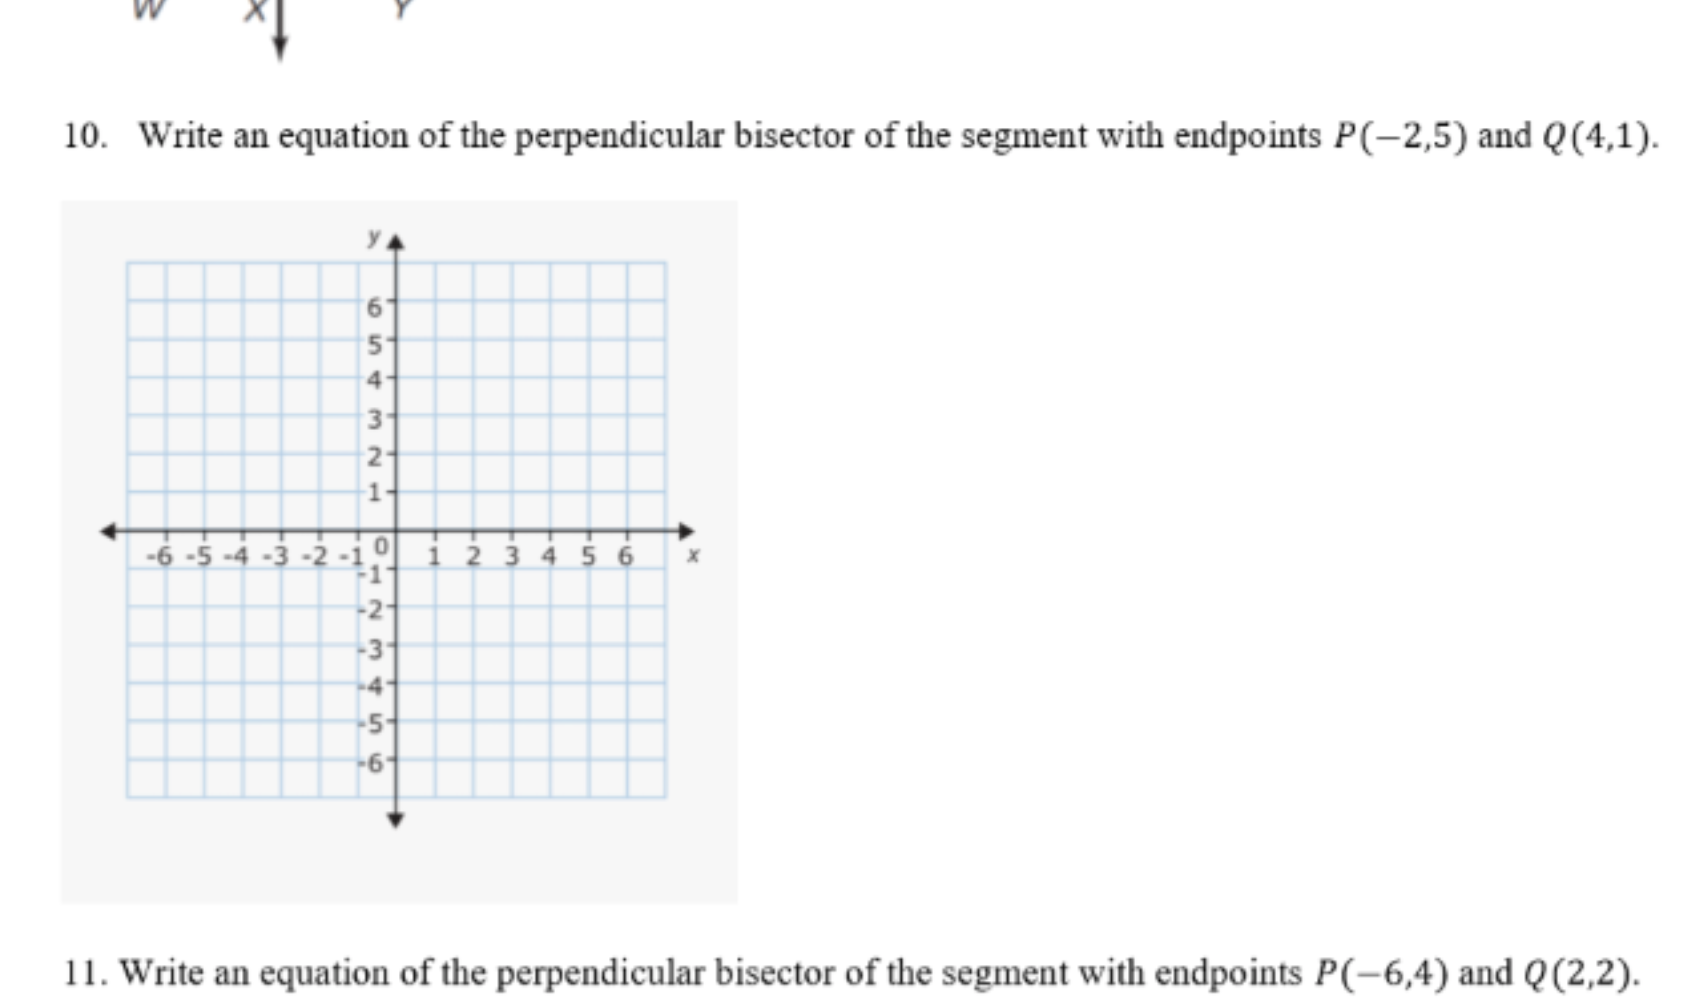 W X Y
10. Write an equation of the perpendicular bisector of the segment with endpoints P(−2,5) and Q(4,1).
y
6
5
4
3
2
1
-6 -5 -4 -3 -2 -1 0 1 2 3 4 5 6 x
-1
-2
-3
-4
-5
-6
11. Write an equation of the perpendicular bisector of the segment with endpoints P(−6,4) and Q(2,2).